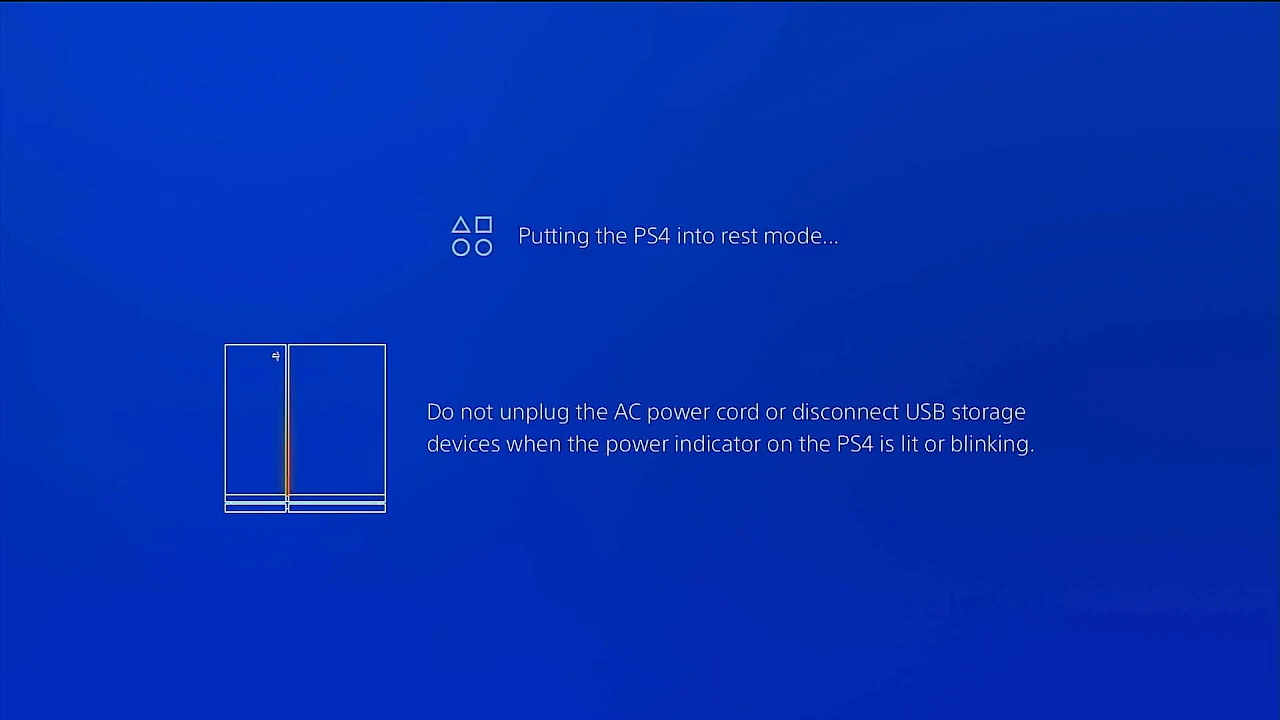 Putting the PS4 into rest mode...
Do not unplug the AC power cord or disconnect USB storage
devices when the power indicator on the PS4 is lit or blinking.